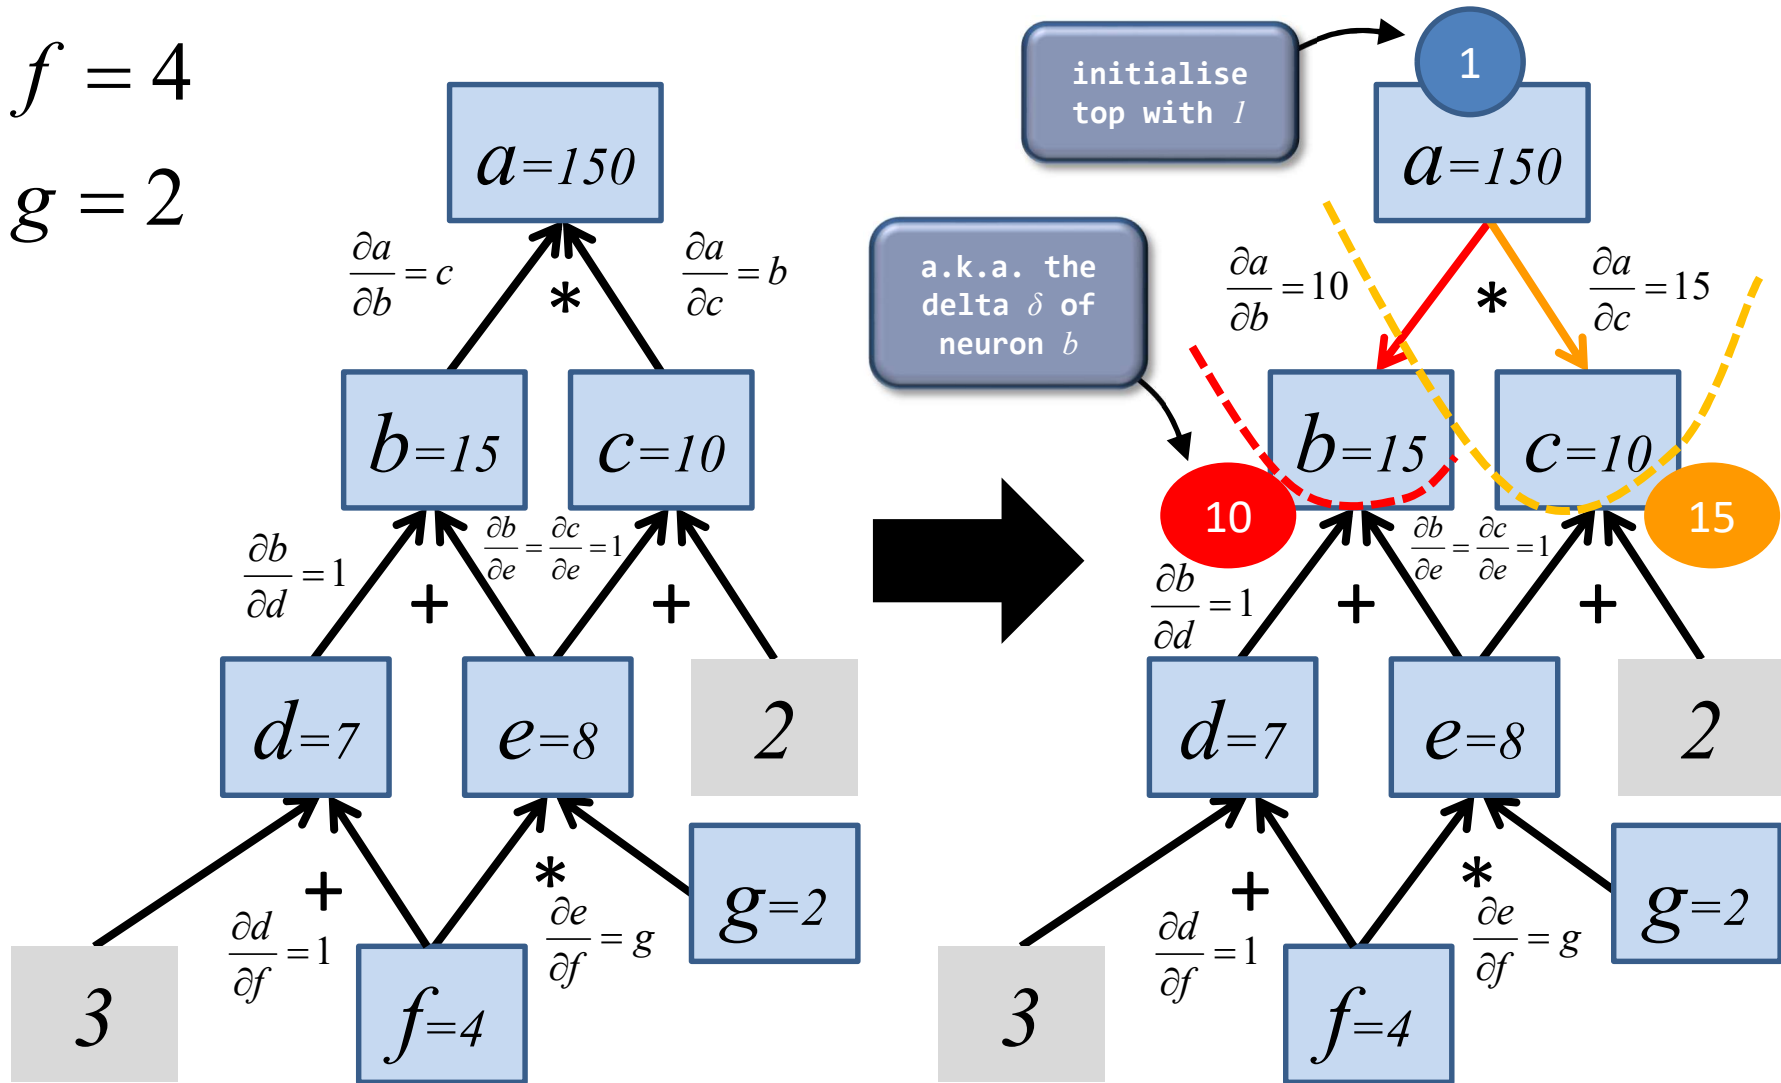 f = 4
g = 2
a=150
∂a/∂b = c
*
∂a/∂c = b
b=15
c=10
∂b/∂d = 1
+
∂b/∂e = ∂c/∂e = 1
+
d=7
e=8
2
+
*
g=2
∂d/∂f = 1
∂e/∂f = g
3
f=4
initialise
top with 1
1
a=150
a.k.a. the
delta δ of
neuron b
∂a/∂b = 10
*
∂a/∂c = 15
b=15
c=10
10
15
∂b/∂d = 1
+
∂b/∂e = ∂c/∂e = 1
+
d=7
e=8
2
+
*
g=2
∂d/∂f = 1
∂e/∂f = g
3
f=4